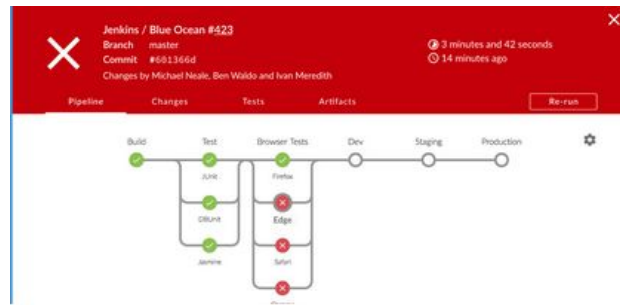 Jenkins / Blue Ocean #423
Branch master
Commit #601366d
Changes by Michael Neale, Ben Waldo and Ivan Meredith
3 minutes and 42 seconds
14 minutes ago
Pipeline Changes Tests Artifacts Re-run
Build Test Browser Tests Dev Staging Production
JUnit Firefox
DBUnit Edge
Jasmine Safari